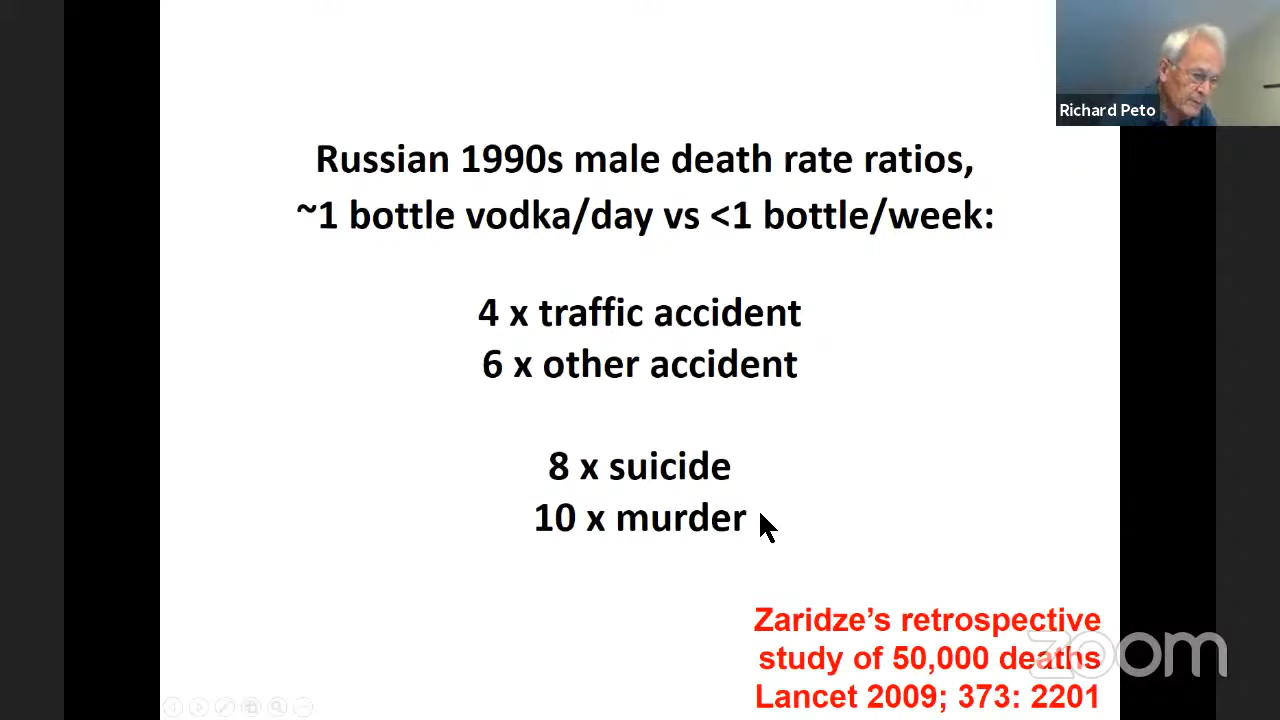 Richard Peto
Russian 1990s male death rate ratios,
~1 bottle vodka/day vs <1 bottle/week:
4 x traffic accident
6 x other accident
8 x suicide
10 x murder
Zaridze’s retrospective
study of 50,000 deaths
Lancet 2009; 373: 2201
zoom